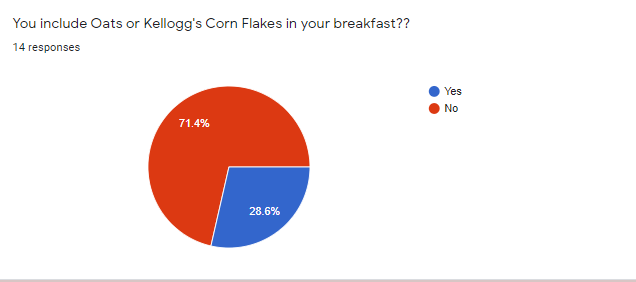 You include Oats or Kellogg's Corn Flakes in your breakfast??
14 responses
Yes
No
71.4%
28.6%